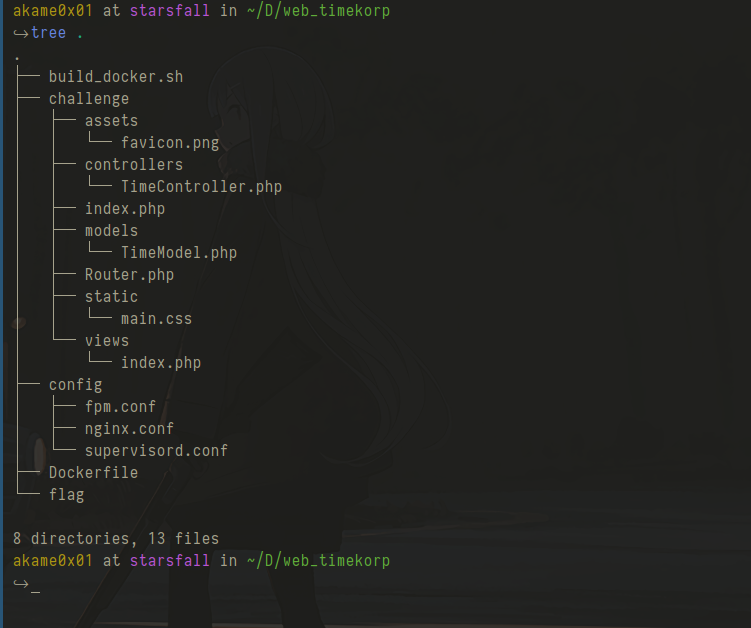 akame0x01 at starsfall in ~/D/web_timekorp
↪tree .
.
├── build_docker.sh
├── challenge
│   ├── assets
│   │   └── favicon.png
│   ├── controllers
│   │   └── TimeController.php
│   ├── index.php
│   ├── models
│   │   └── TimeModel.php
│   ├── Router.php
│   ├── static
│   │   └── main.css
│   └── views
│       └── index.php
├── config
│   ├── fpm.conf
│   ├── nginx.conf
│   └── supervisord.conf
├── Dockerfile
└── flag

8 directories, 13 files
akame0x01 at starsfall in ~/D/web_timekorp
↪_